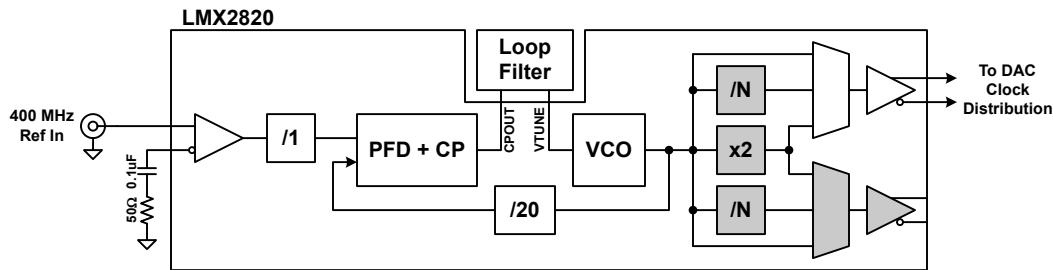 LMX2820
Loop
Filter
400 MHz
Ref In
/1
PFD + CP
CPOUT
VTUNE
VCO
/20
50Ω 0.1uF
/N
x2
/N
To DAC
Clock
Distribution